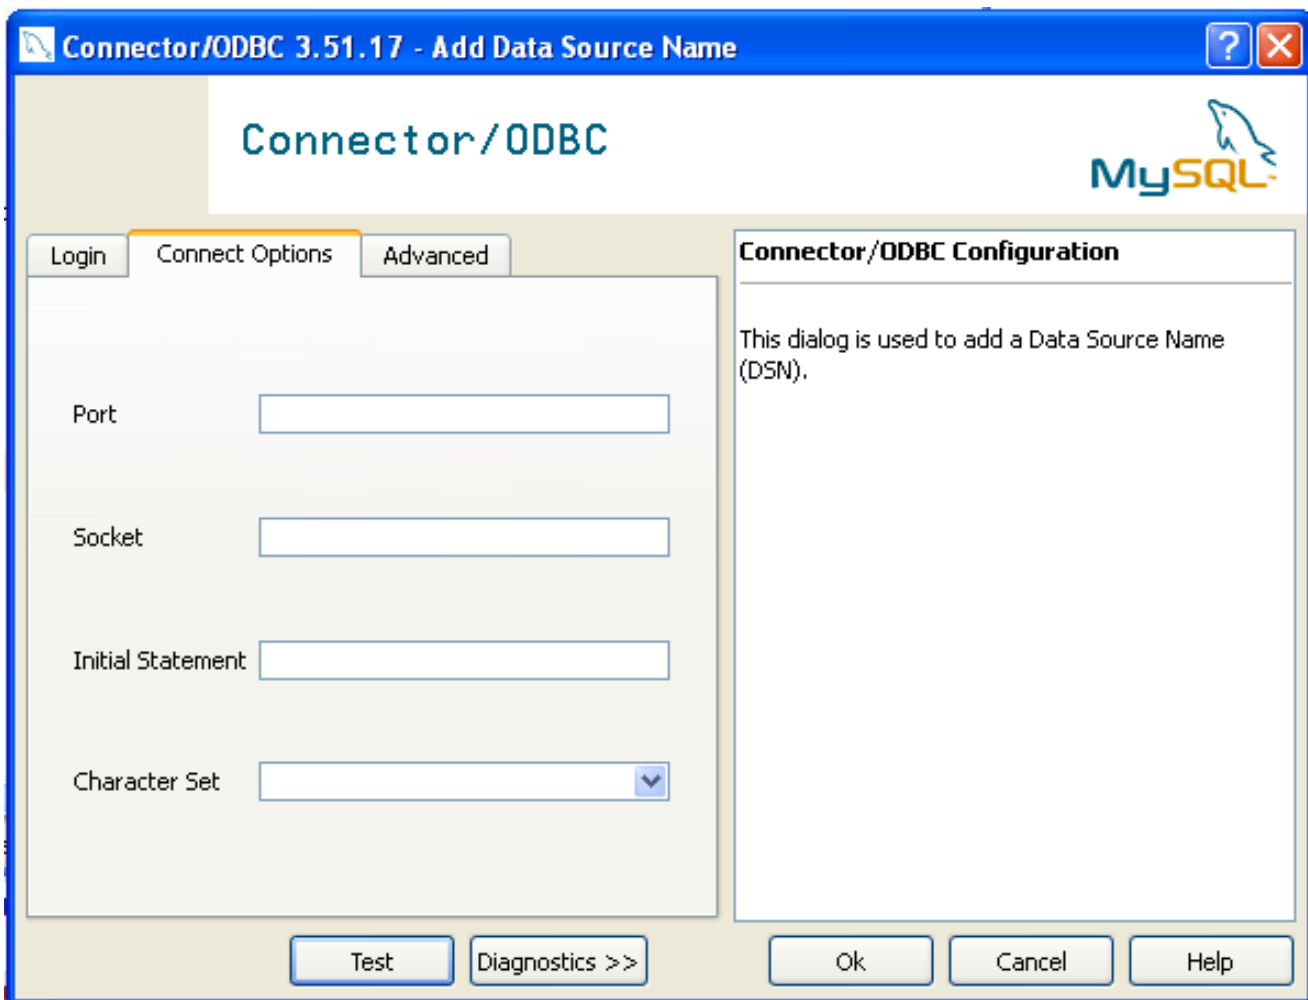 Connector/ODBC 3.51.17 - Add Data Source Name
Connector/ODBC
MySQL
Login
Connect Options
Advanced
Port
Socket
Initial Statement
Character Set
Connector/ODBC Configuration
This dialog is used to add a Data Source Name
(DSN).
Test
Diagnostics >>
Ok
Cancel
Help